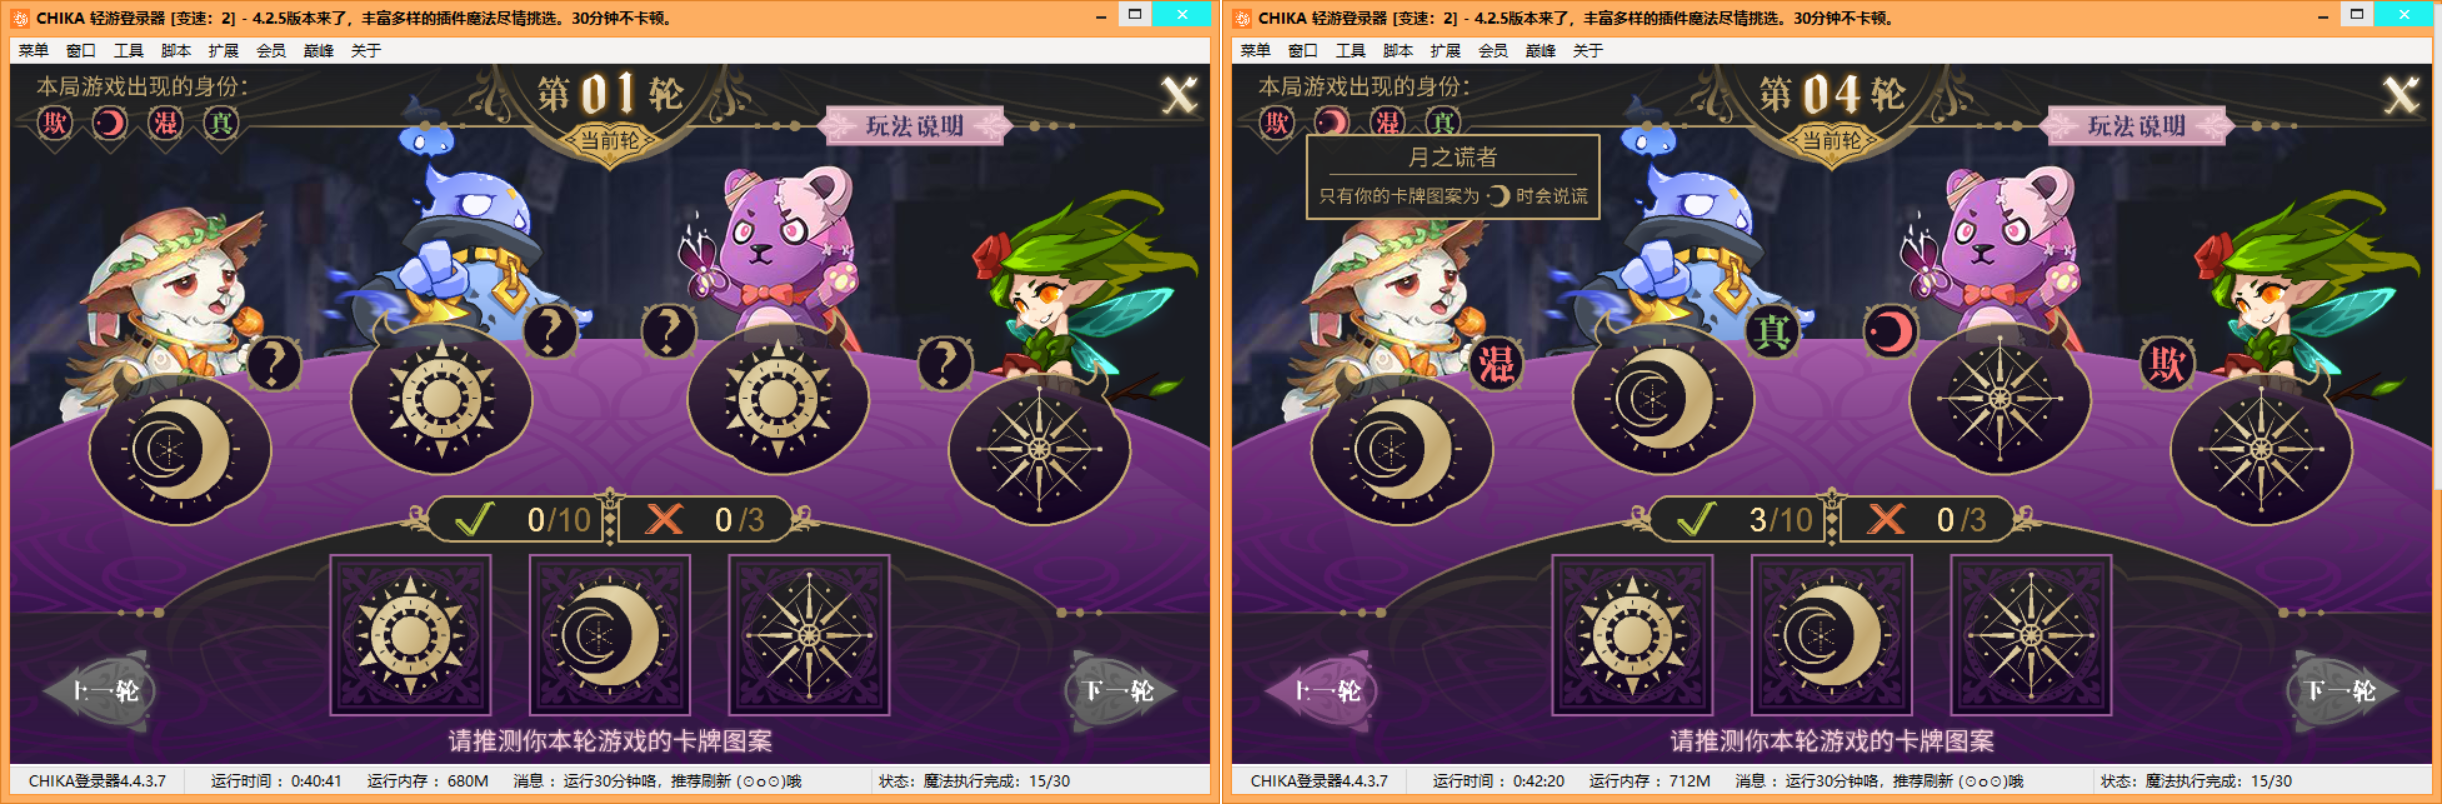 CHIKA 轻游登录器 [变速：2] - 4.2.5版本来了，丰富多样的插件魔法尽情挑选。30分钟不卡顿。
菜单 窗口 工具 脚本 扩展 会员 巅峰 关于
本局游戏出现的身份：
欺 混 真
第 01 轮
当前轮
玩法说明
?
?
?
?
0/10
0/3
上一轮
下一轮
请推测你本轮游戏的卡牌图案
CHIKA登录器4.4.3.7 运行时间：0:40:41 运行内存：680M 消息：运行30分钟咯，推荐刷新 (⊙o⊙)哦 状态：魔法执行完成：15/30
CHIKA 轻游登录器 [变速：2] - 4.2.5版本来了，丰富多样的插件魔法尽情挑选。30分钟不卡顿。
菜单 窗口 工具 脚本 扩展 会员 巅峰 关于
本局游戏出现的身份：
欺 混 真
第 04 轮
当前轮
玩法说明
月之谎者
只有你的卡牌图案为 时会说谎
混
真
欺
3/10
0/3
上一轮
下一轮
请推测你本轮游戏的卡牌图案
CHIKA登录器4.4.3.7 运行时间：0:42:20 运行内存：712M 消息：运行30分钟咯，推荐刷新 (⊙o⊙)哦 状态：魔法执行完成：15/30